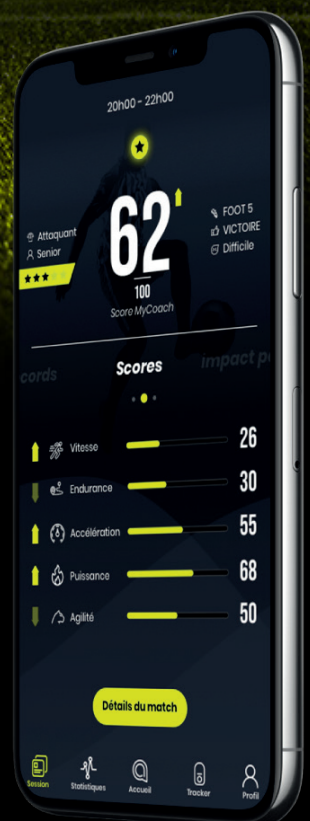 20h00 - 22h00
62
100
Score MyCoach
Attaquant
Senior
FOOT 5
VICTOIRE
Difficile
cords
Scores
impact p
Vitesse 26
Endurance 30
Accélération 55
Puissance 68
Agilité 50
Détails du match
Session
Statistiques
Accueil
Tracker
Profil